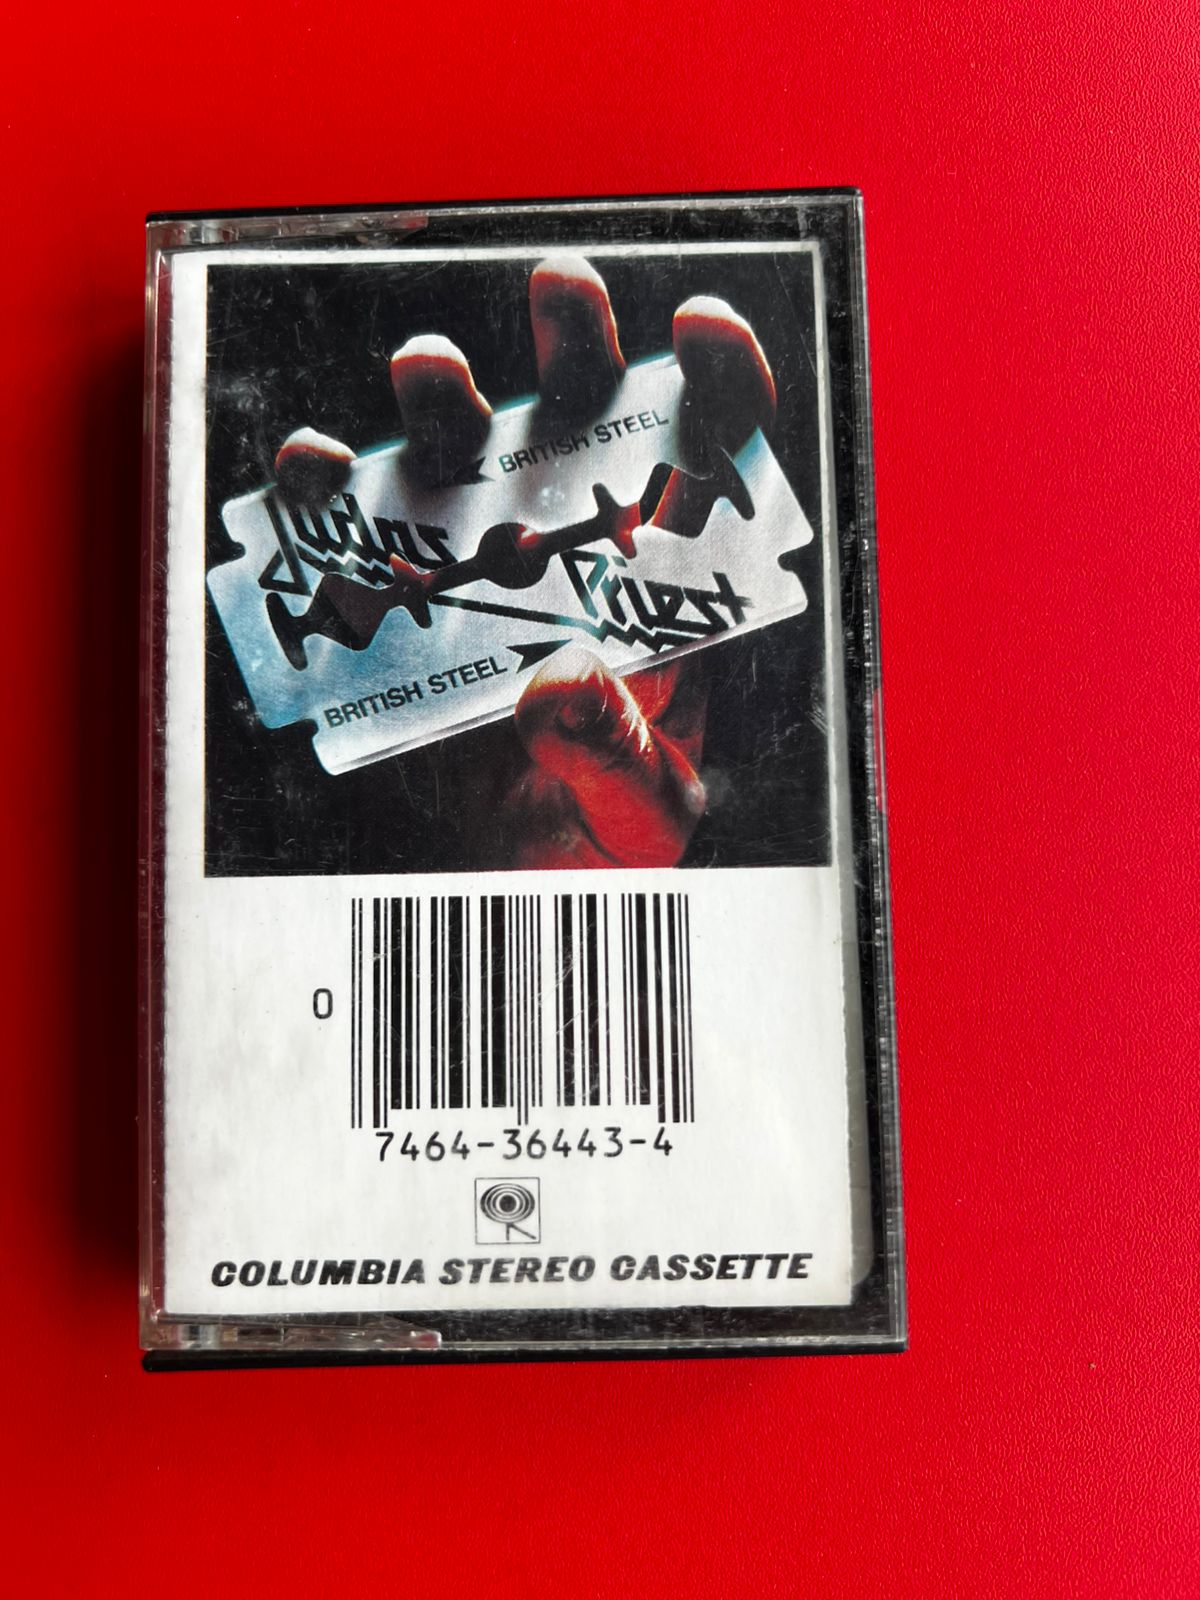 BRITISH STEEL
Judas
Priest
BRITISH STEEL
0
7464-36443-4
COLUMBIA STEREO CASSETTE